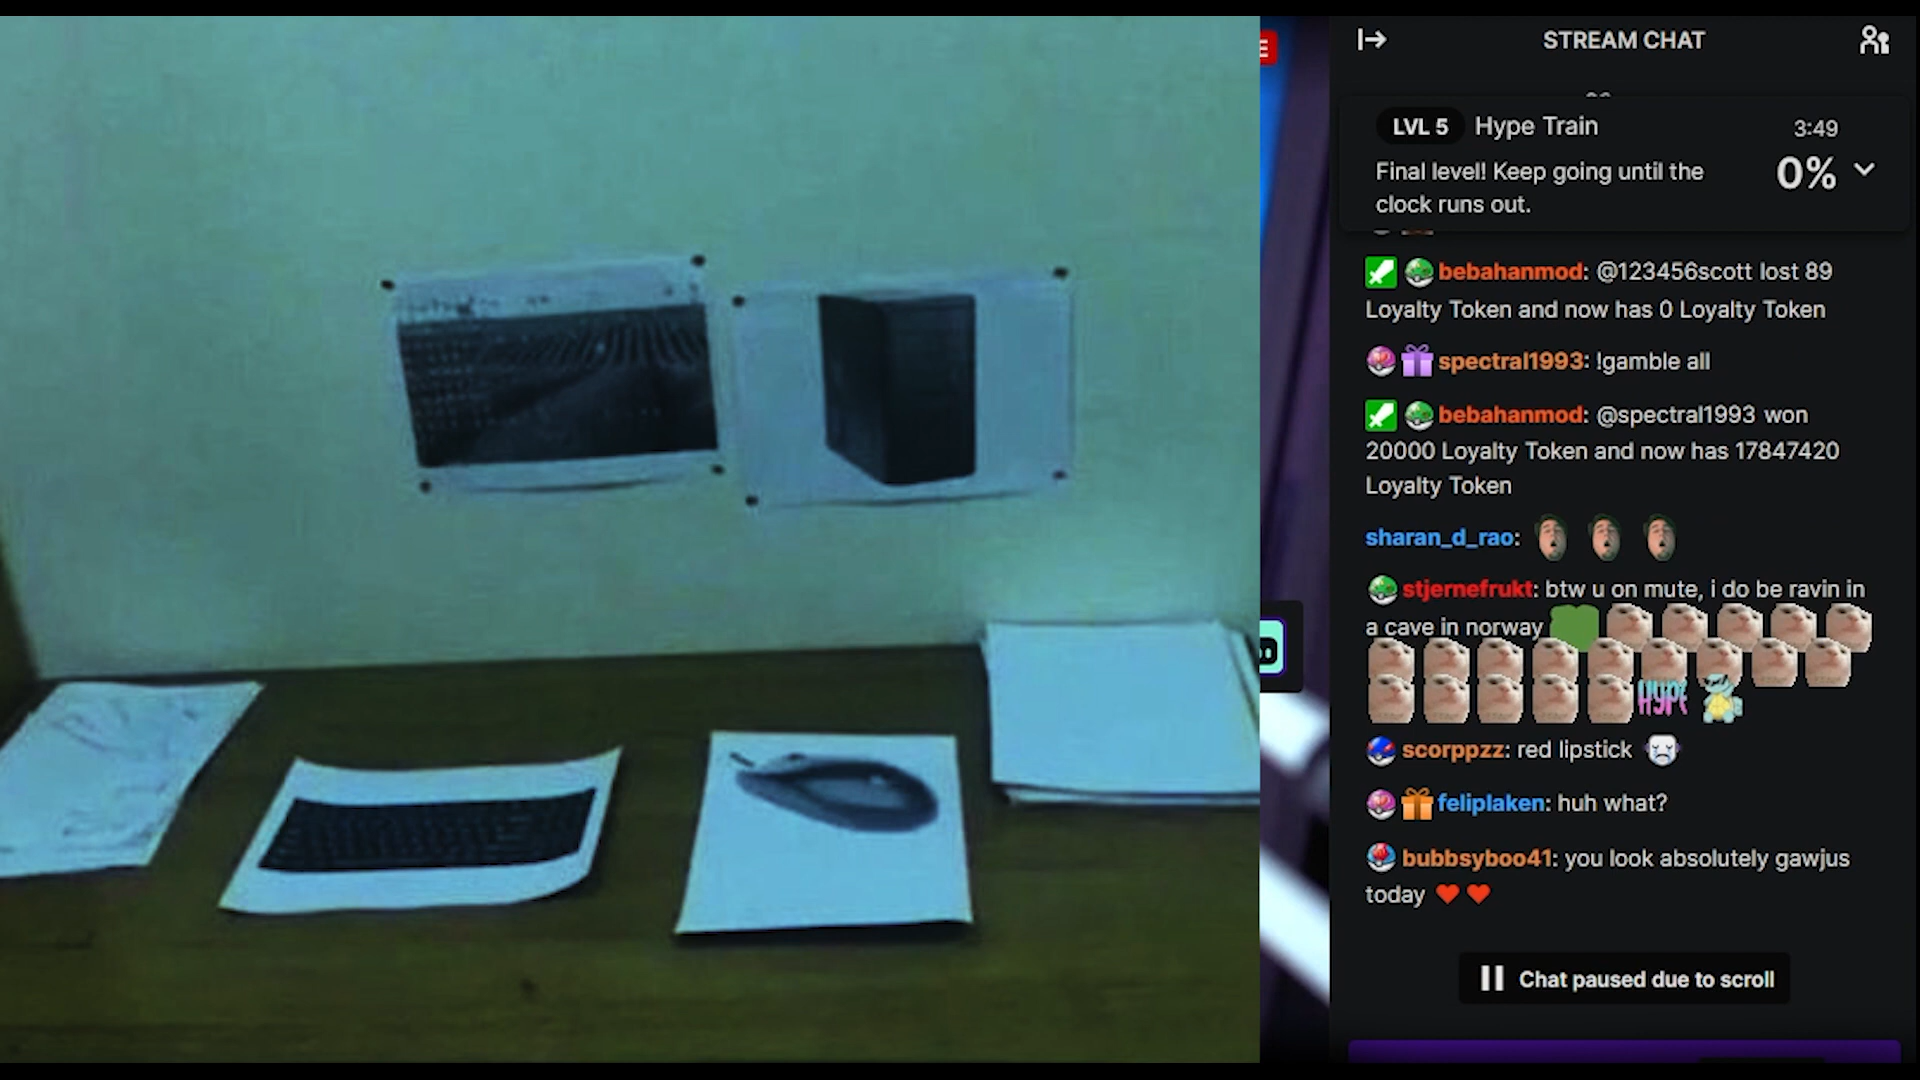 E
STREAM CHAT
LVL 5 Hype Train 3:49
Final level! Keep going until the 0%
clock runs out.
bebahanmod: @123456scott lost 89
Loyalty Token and now has 0 Loyalty Token
spectral1993: !gamble all
bebahanmod: @spectral1993 won
20000 Loyalty Token and now has 17847420
Loyalty Token
sharan_d_rao:
stjernefrukt: btw u on mute, i do be ravin in
a cave in norway
HYPE
scorppzz: red lipstick
feliplaken: huh what?
bubbsyboo41: you look absolutely gawjus
today
Chat paused due to scroll